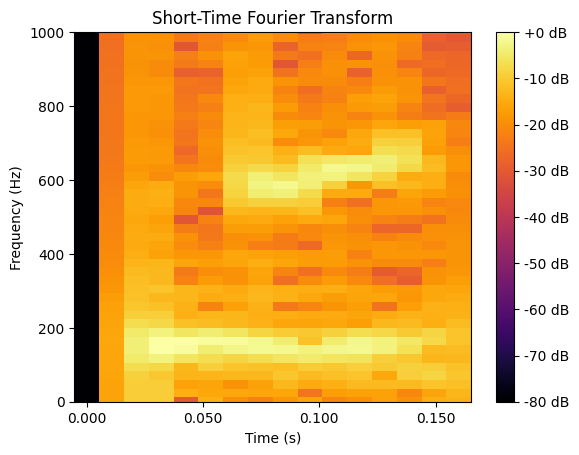 Short-Time Fourier Transform
1000
800
600
400
200
0
Frequency (Hz)
0.000
0.050
0.100
0.150
Time (s)
+0 dB
-10 dB
-20 dB
-30 dB
-40 dB
-50 dB
-60 dB
-70 dB
-80 dB